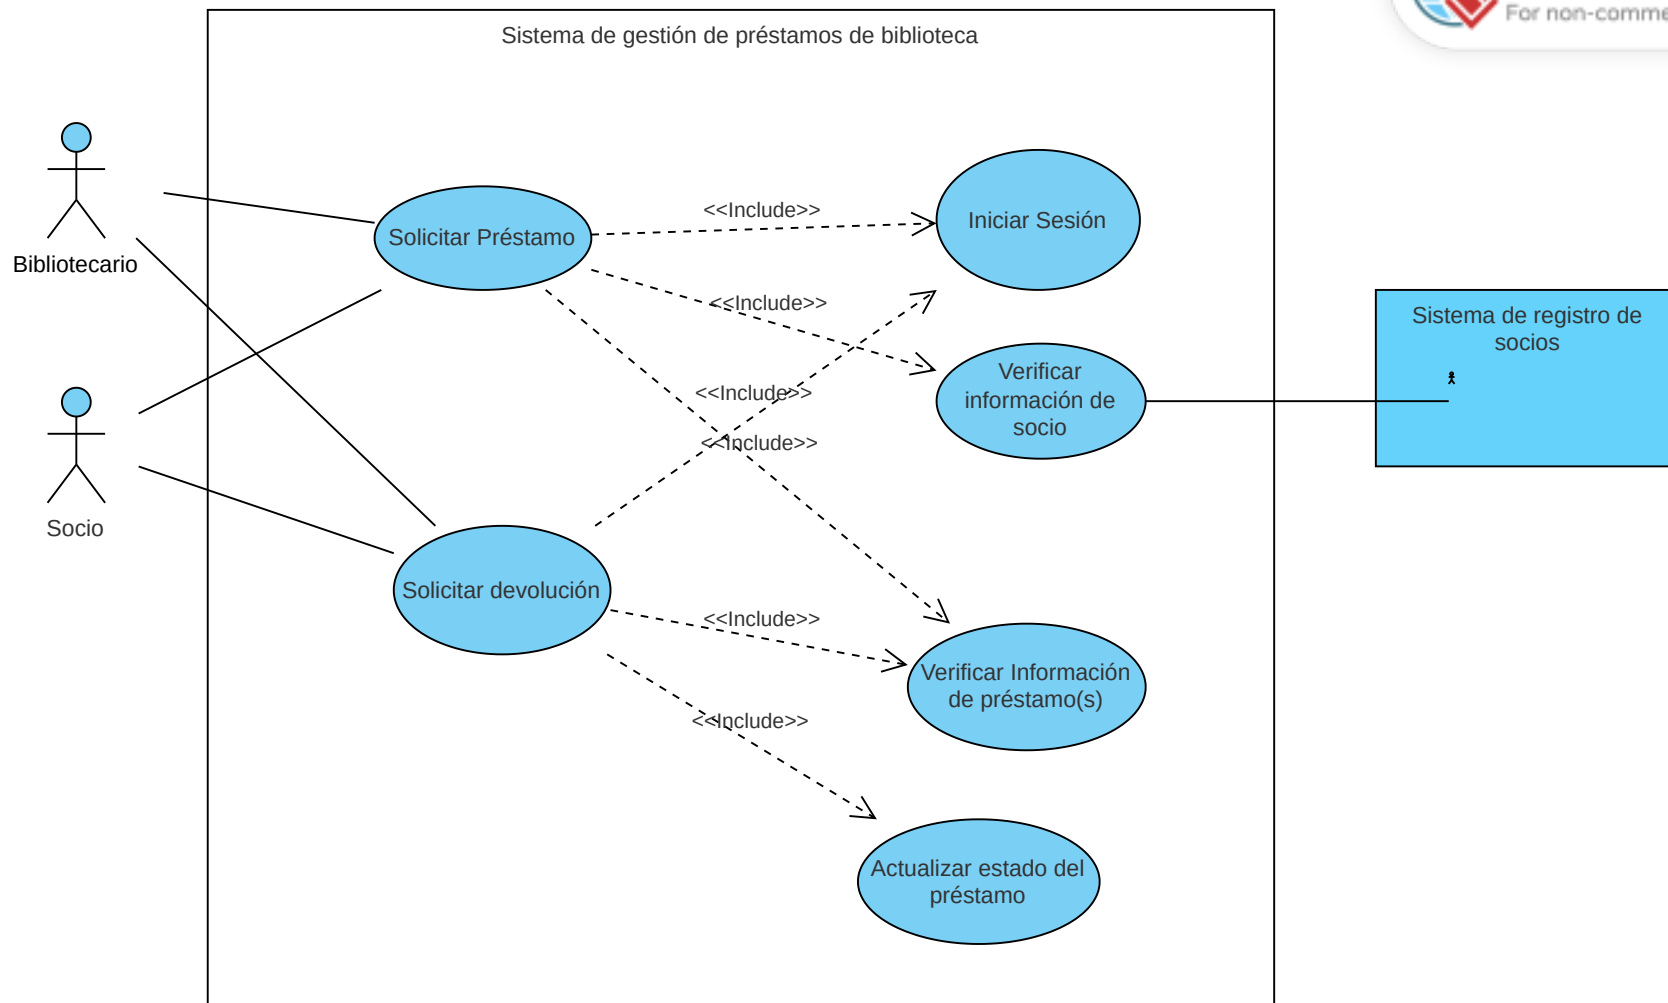 For non-comme
Sistema de gestión de préstamos de biblioteca
Bibliotecario
Socio
Solicitar Préstamo
<<Include>>
Iniciar Sesión
<<Include>>
Verificar
información de
socio
Sistema de registro de
socios
<<Include>>
<<Include>>
Solicitar devolución
<<Include>>
Verificar Información
de préstamo(s)
<<Include>>
Actualizar estado del
préstamo